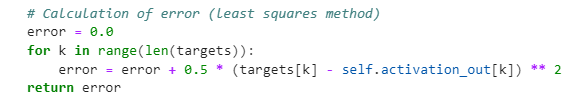 # Calculation of error (least squares method)
error = 0.0
for k in range(len(targets)):
    error = error + 0.5 * (targets[k] - self.activation_out[k]) ** 2
return error